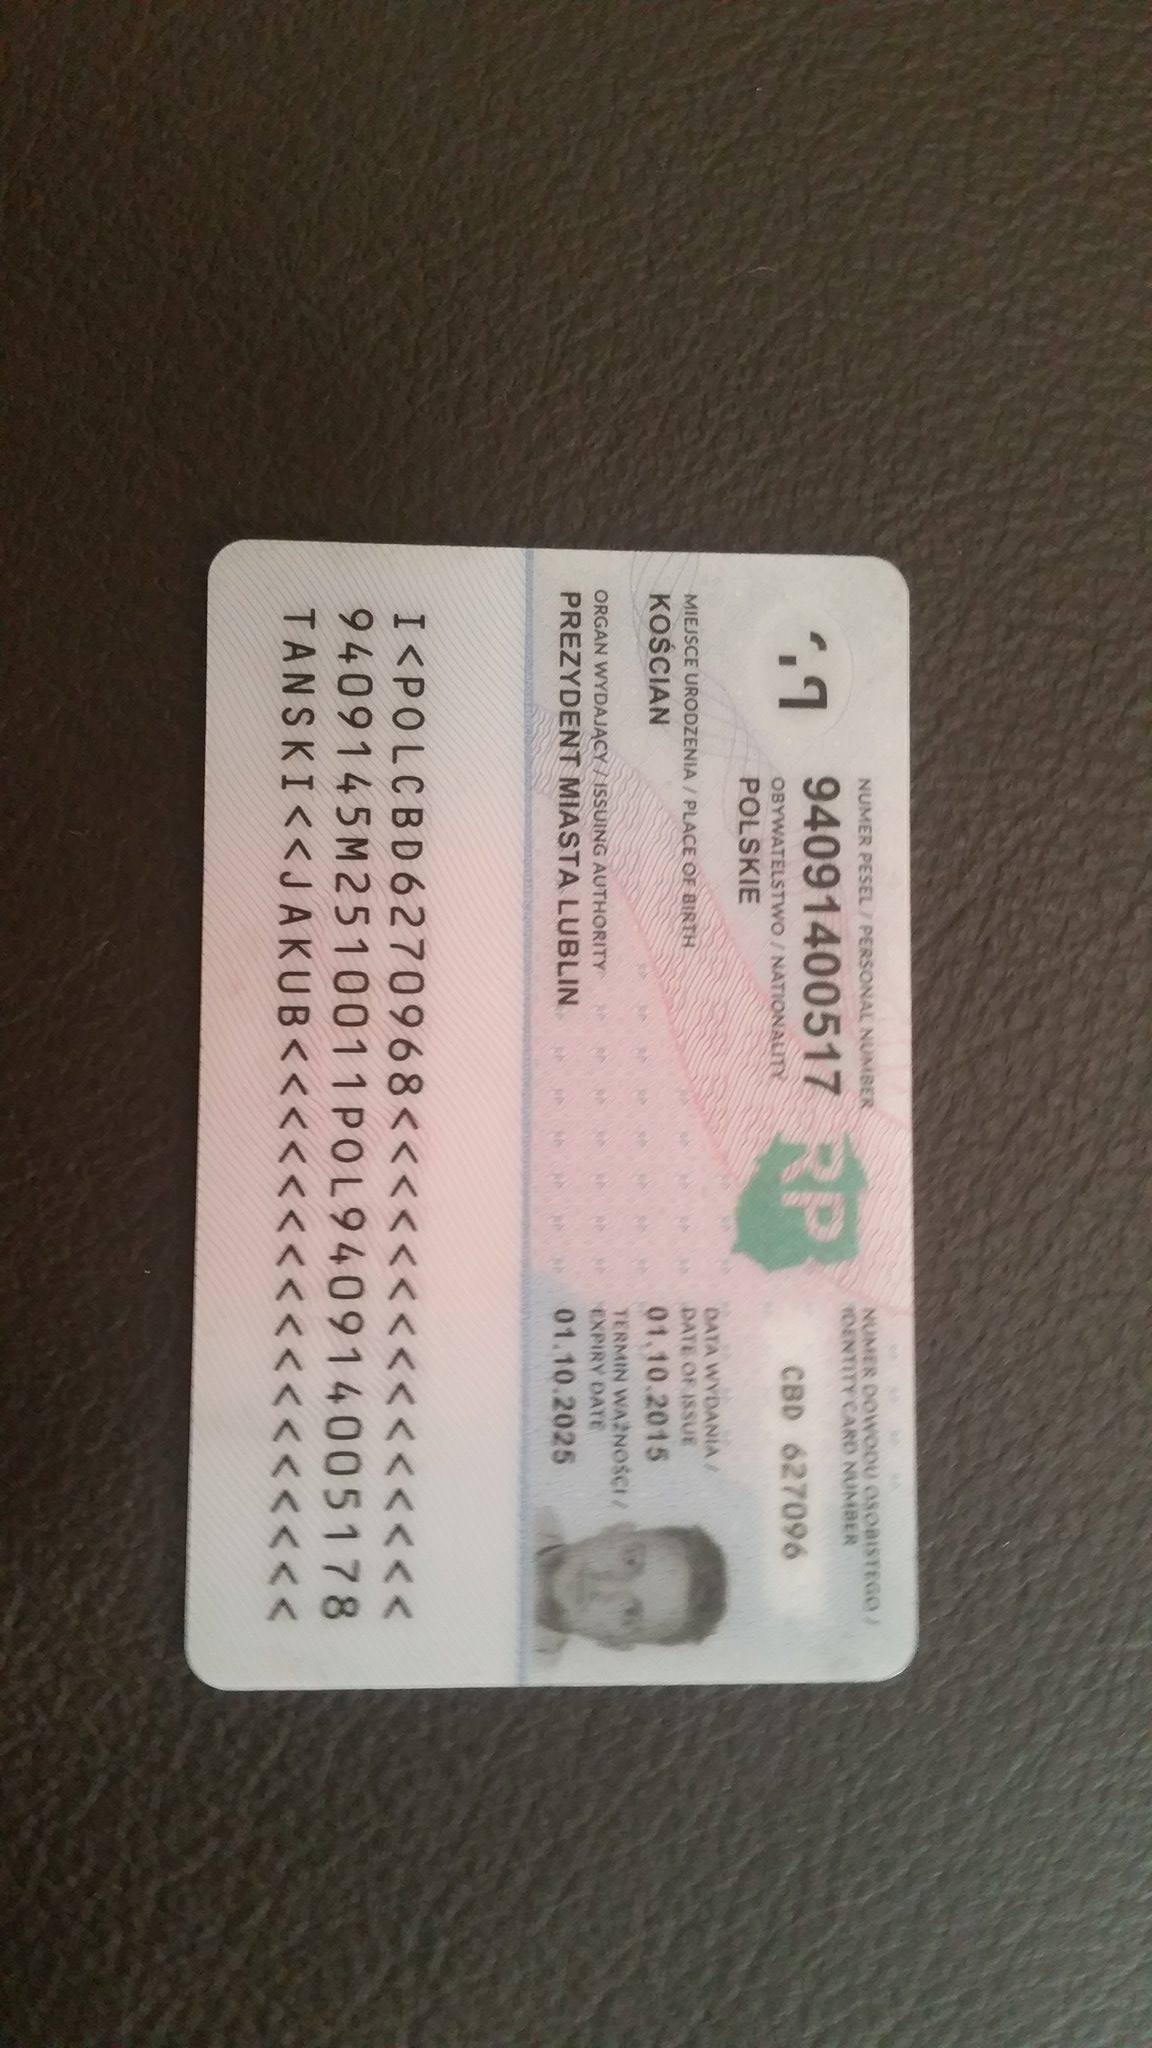 NUMER PESEL / PERSONAL NUMBER
94091400517
OBYWATELSTWO / NATIONALITY
POLSKIE
MIEJSCE URODZENIA / PLACE OF BIRTH
KOŚCIAN
ORGAN WYDAJĄCY / ISSUING AUTHORITY
PREZYDENT MIASTA LUBLIN
RP
NUMER DOWODU OSOBISTEGO /
IDENTITY CARD NUMBER
CBD 627096
DATA WYDANIA /
DATE OF ISSUE
01.10.2015
TERMIN WAŻNOŚCI /
EXPIRY DATE
01.10.2025
I<POLCBD6270968<<<<<<<<<<<<<<<
9409145M2510011POL940914005178
TANSKI<<JAKUB<<<<<<<<<<<<<<<<<